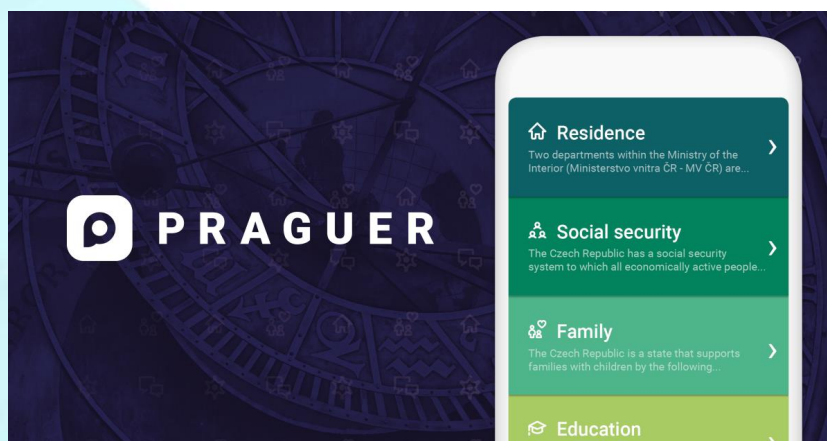 PRAGUER
Residence
Two departments within the Ministry of the
Interior (Ministerstvo vnitra ČR - MV ČR) are...
Social security
The Czech Republic has a social security
system to which all economically active people...
Family
The Czech Republic is a state that supports
families with children by the following...
Education